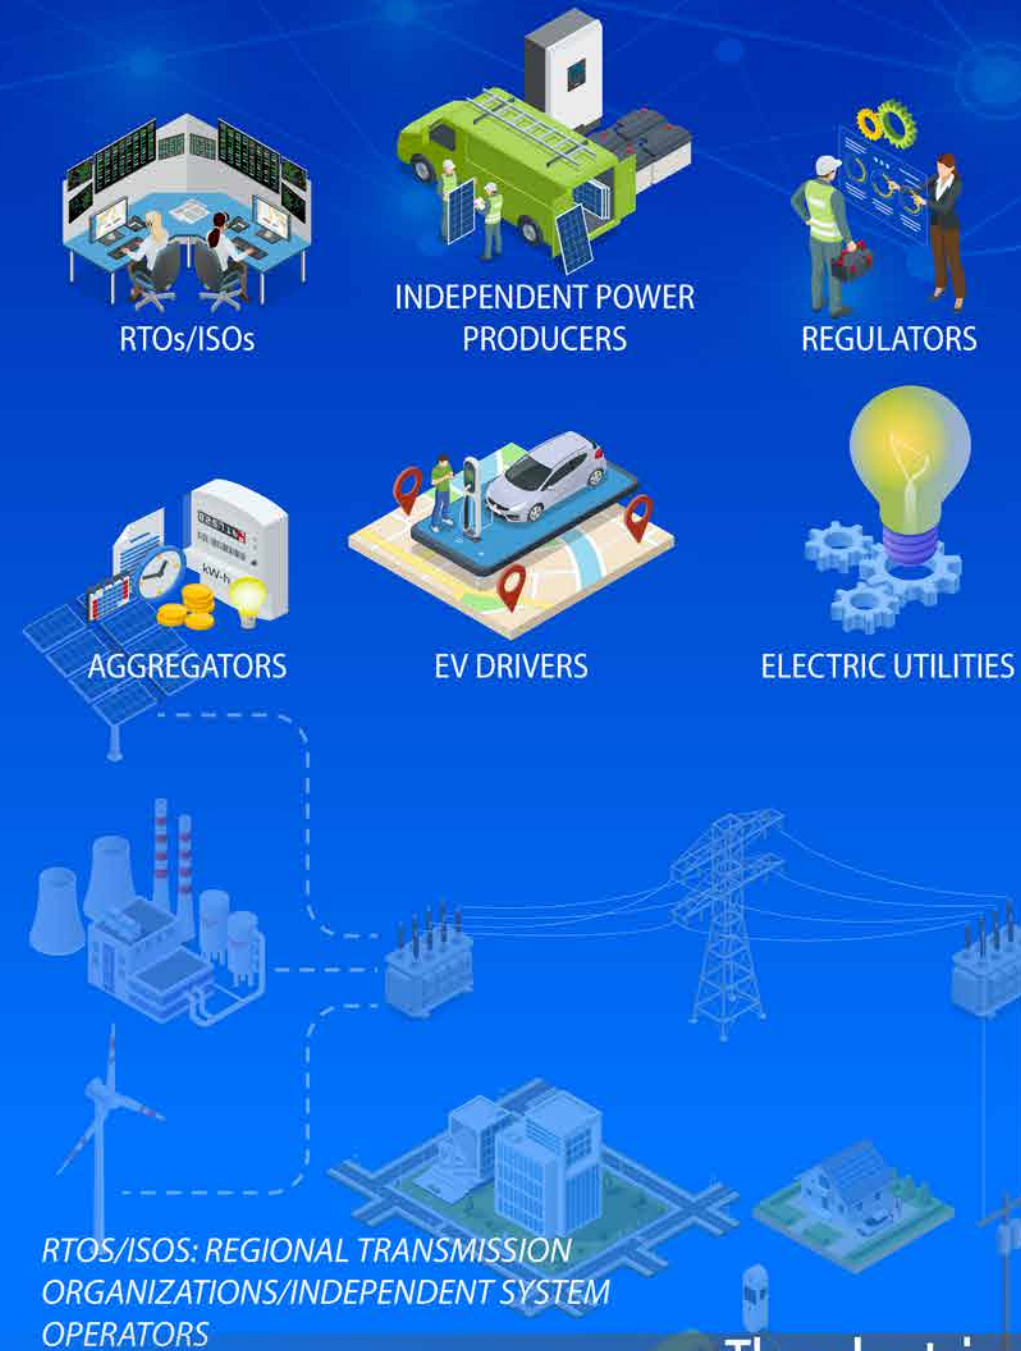 RTOs/ISOs
INDEPENDENT POWER
PRODUCERS
REGULATORS
AGGREGATORS
EV DRIVERS
ELECTRIC UTILITIES
kW-h
RTOS/ISOS: REGIONAL TRANSMISSION
ORGANIZATIONS/INDEPENDENT SYSTEM
OPERATORS